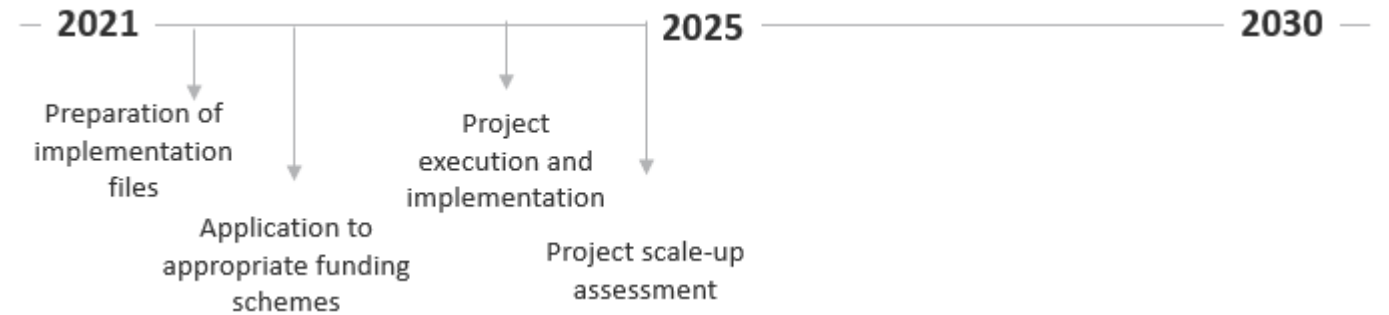 2021 2025 2030
Preparation of
implementation
files
Application to
appropriate funding
schemes
Project
execution and
implementation
Project scale-up
assessment